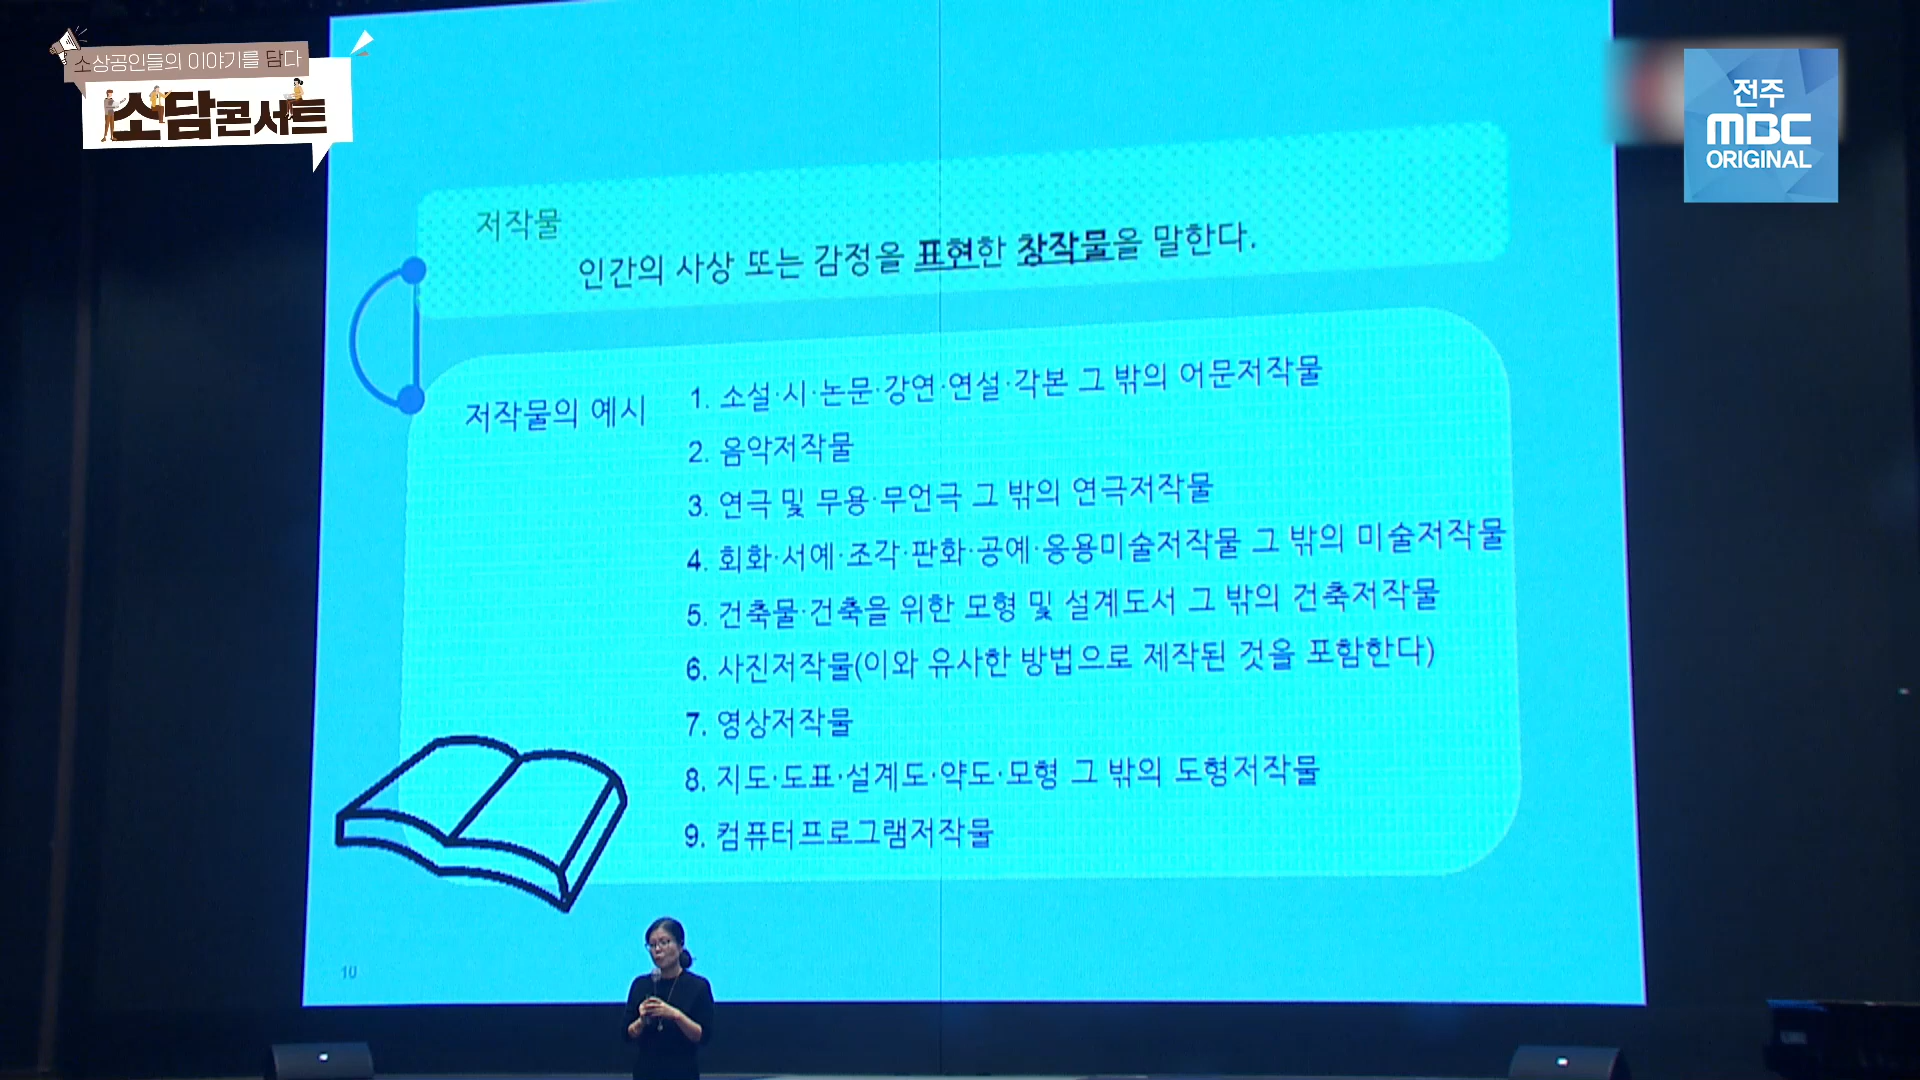 소상공인들의 이야기를 담다
소담콘서트
전주
MBC
ORIGINAL
저작물
인간의 사상 또는 감정을 표현한 창작물을 말한다.
저작물의 예시
1. 소설·시·논문·강연·연설·각본 그 밖의 어문저작물
2. 음악저작물
3. 연극 및 무용·무언극 그 밖의 연극저작물
4. 회화·서예·조각·판화·공예·응용미술저작물 그 밖의 미술저작물
5. 건축물·건축을 위한 모형 및 설계도서 그 밖의 건축저작물
6. 사진저작물(이와 유사한 방법으로 제작된 것을 포함한다)
7. 영상저작물
8. 지도·도표·설계도·약도·모형 그 밖의 도형저작물
9. 컴퓨터프로그램저작물
10